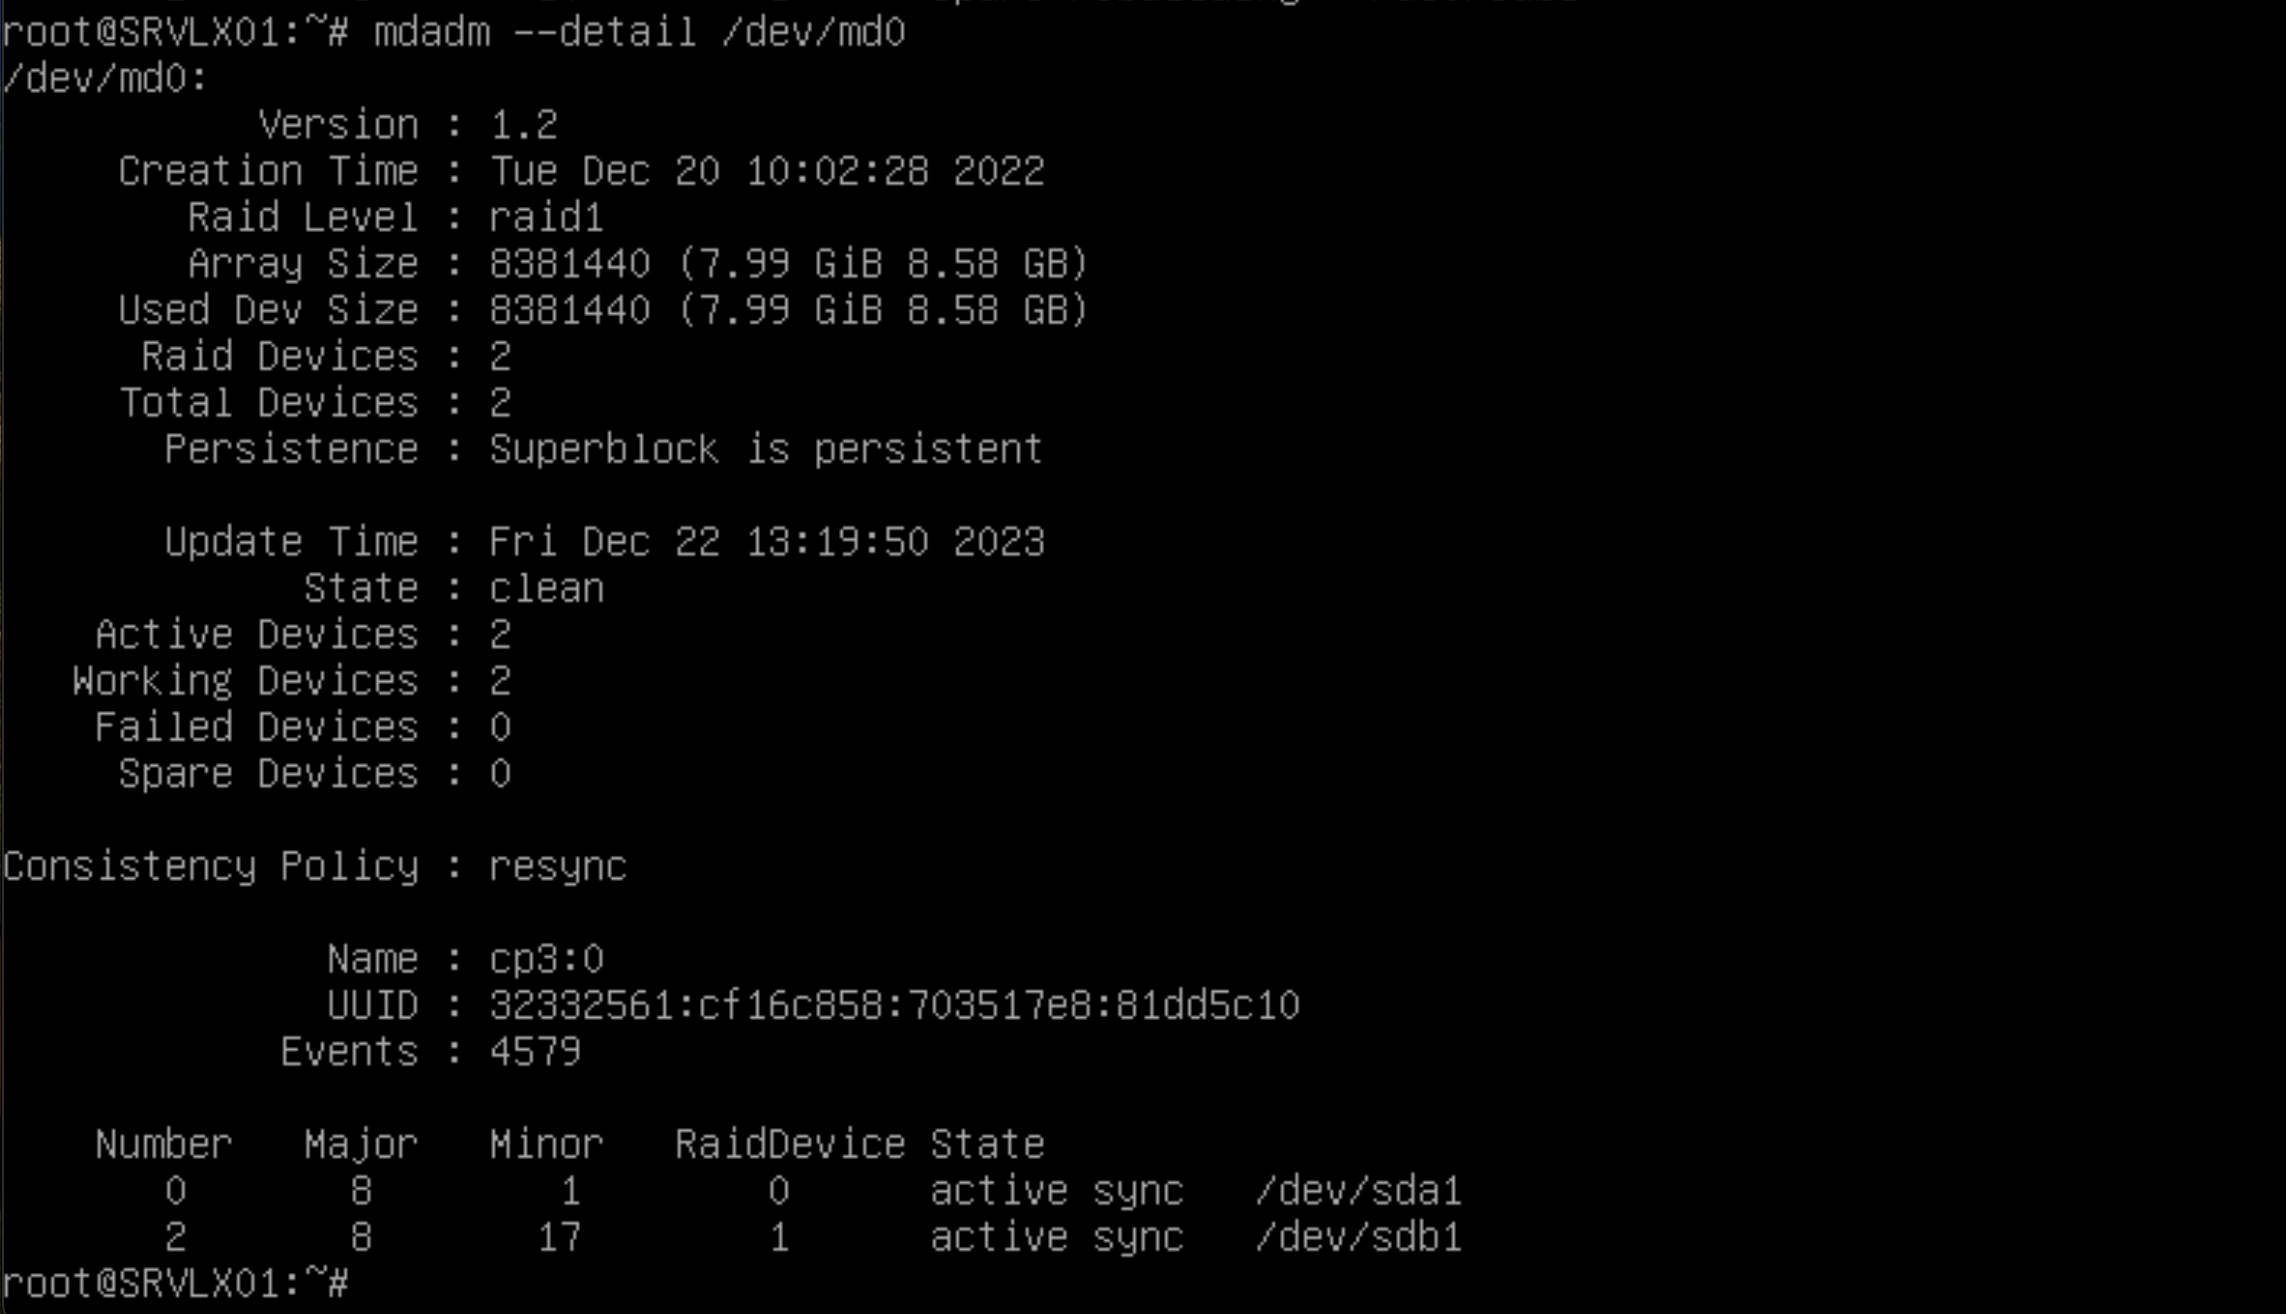 root@SRVLX01:~# mdadm --detail /dev/md0
/dev/md0:
Version : 1.2
Creation Time : Tue Dec 20 10:02:28 2022
Raid Level : raid1
Array Size : 8381440 (7.99 GiB 8.58 GB)
Used Dev Size : 8381440 (7.99 GiB 8.58 GB)
Raid Devices : 2
Total Devices : 2
Persistence : Superblock is persistent
Update Time : Fri Dec 22 13:19:50 2023
State : clean
Active Devices : 2
Working Devices : 2
Failed Devices : 0
Spare Devices : 0
Consistency Policy : resync
Name : cp3:0
UUID : 32332561:cf16c858:703517e8:81dd5c10
Events : 4579
Number Major Minor RaidDevice State
0 8 1 0 active sync /dev/sda1
2 8 17 1 active sync /dev/sdb1
root@SRVLX01:~#